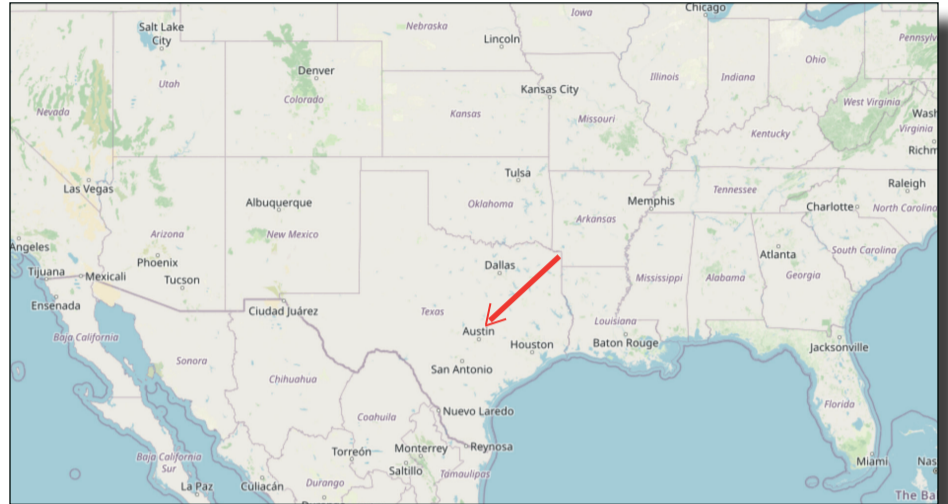 Chicago
Iowa
Nebraska
Salt Lake
City
Lincoln
Pennsylv
Ohio
Denver
Illinois
Indiana
Utah
Kansas City
Colorado
West Virginia
Nevada
Kansas
Missouri
Wash
Virginia
Kentucky
Richm
Tulsa
Raleigh
Las Vegas
Tennessee
Albuquerque
Oklahoma
Memphis
Charlotte
North Carolina
Arkansas
Arizona
New Mexico
Angeles
South Carolina
Atlanta
Phoenix
Dallas
Tijuana
Mexicali
Tucson
Mississippi
Alabama
Georgia
Ensenada
Ciudad Juárez
Texas
Louisiana
Austin
Baja California
Houston
Baton Rouge
Jacksonville
Sonora
San Antonio
Chihuahua
Florida
Nuevo Laredo
Coahuila
Monterrey
Reynosa
Torreón
Baja California
Sur
Saltillo
Tamaulipas
Miami
Nas
La Paz
Culiacán
Durango
The Ba